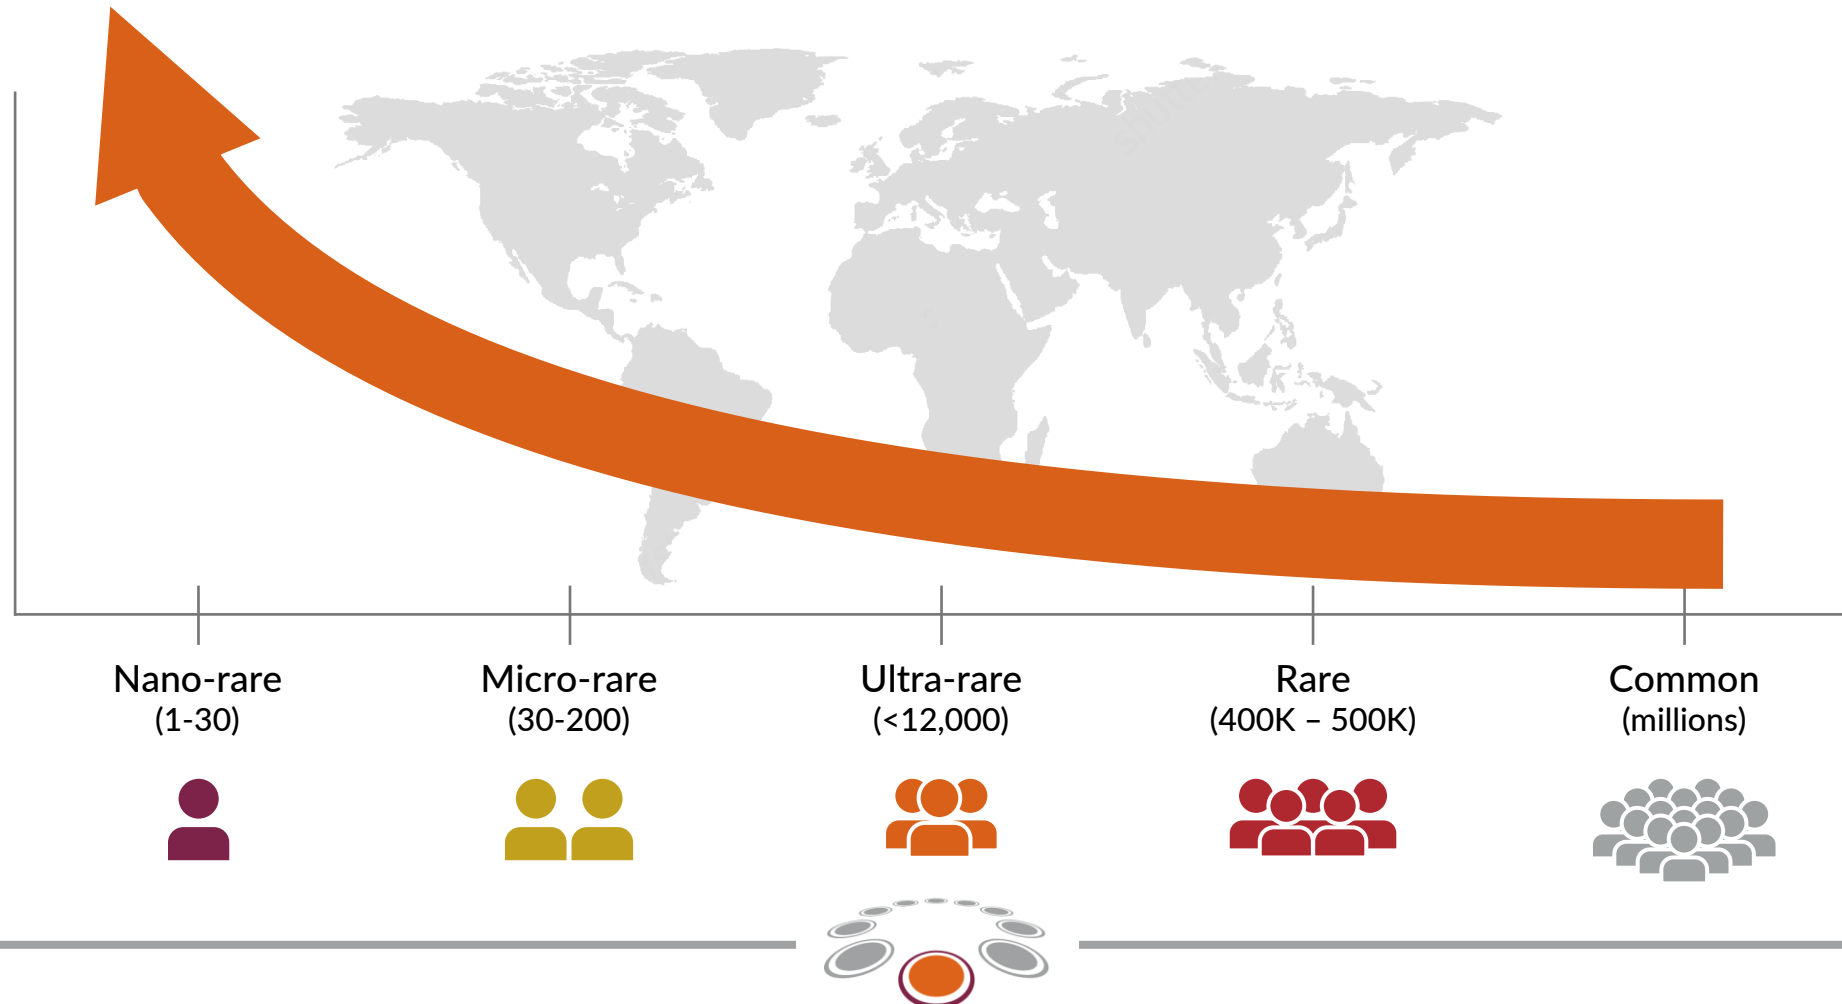 Nano-rare
(1-30)
Micro-rare
(30-200)
Ultra-rare
(<12,000)
Rare
(400K – 500K)
Common
(millions)